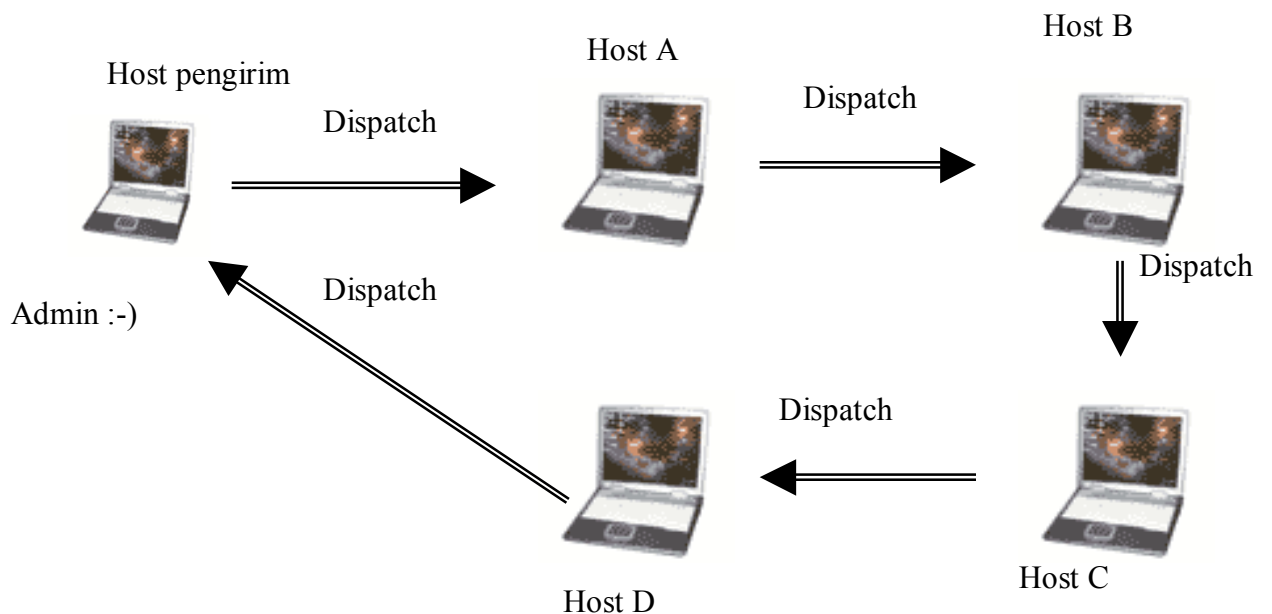 Host pengirim
Dispatch
Host A
Dispatch
Host B
Dispatch
Admin :-)
Dispatch
Dispatch
Host D
Host C